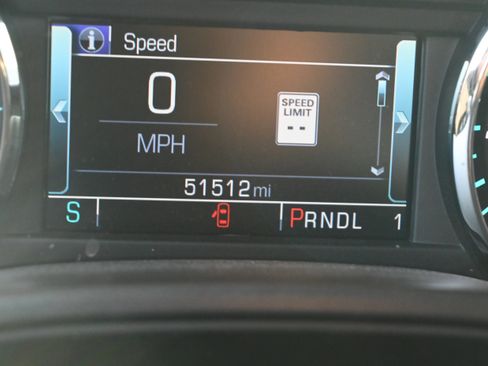 i Speed
0
SPEED
LIMIT
--
MPH
51512 mi
S PRNDL 1